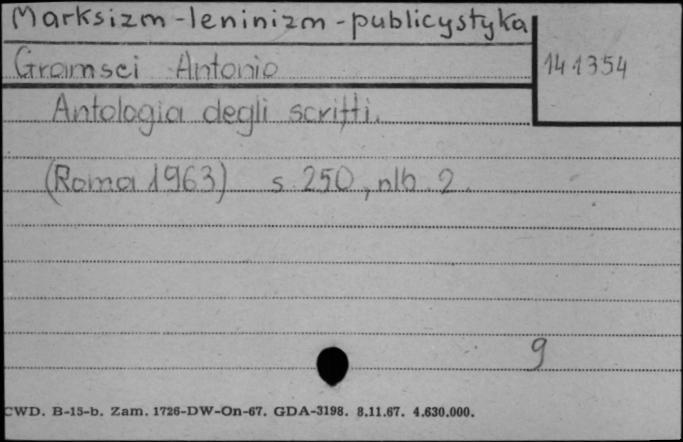 Marksizm-leninizm-publicystyka
Gramsci Antonio
141354
Antologia degli scritti.
(Roma 1963) s. 250, nlb. 2.
9
CWD. B-15-b. Zam. 1726-DW-On-67. GDA-3198. 8.11.67. 4.630.000.